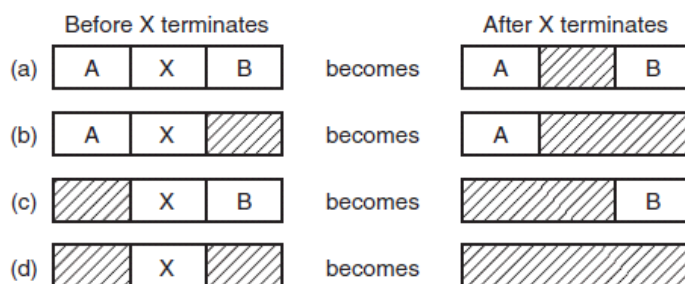 Before X terminates After X terminates
(a) A X B becomes A B
(b) A X becomes A
(c) X B becomes B
(d) X becomes